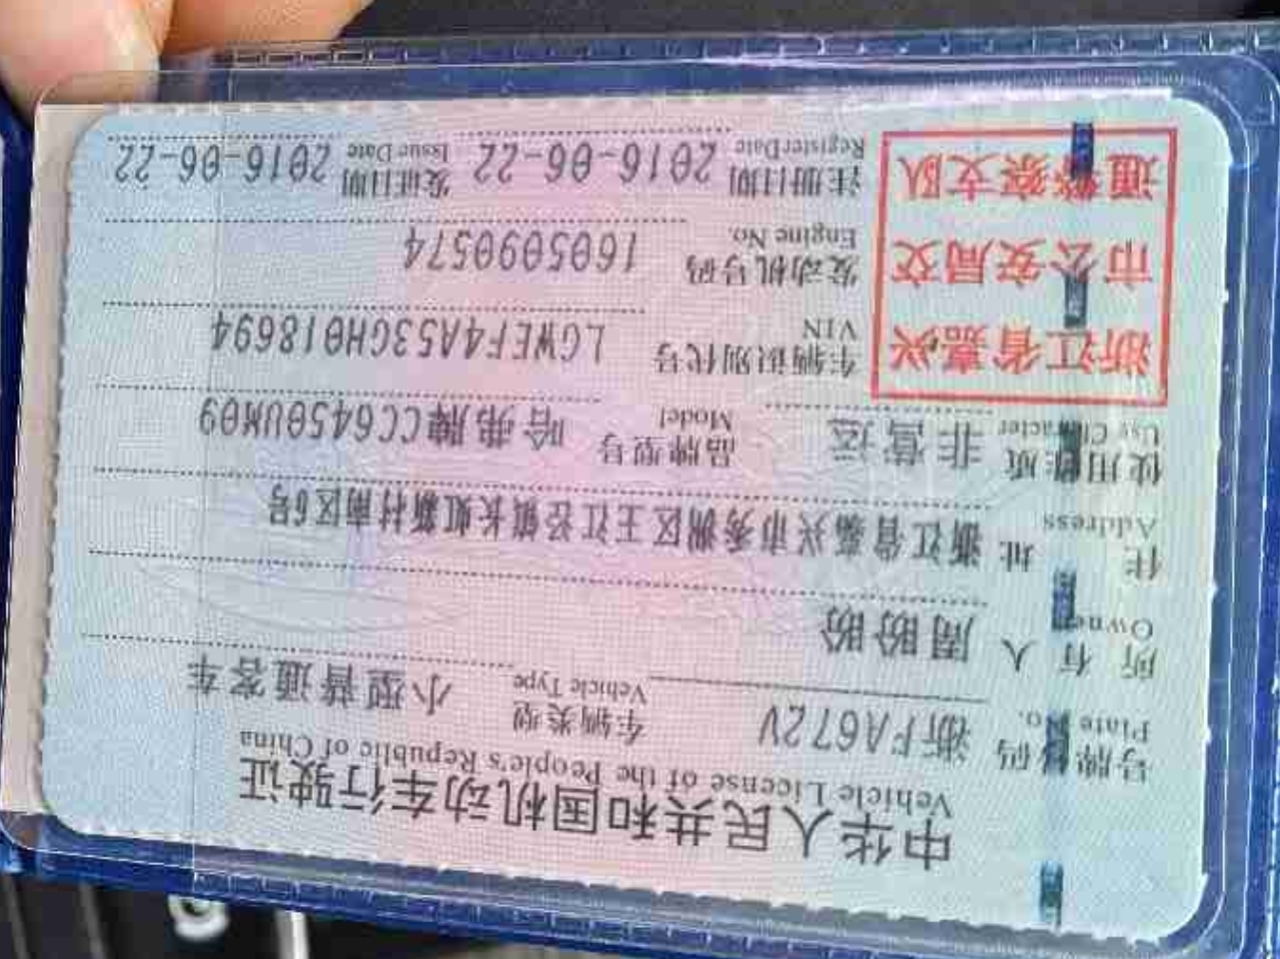 中华人民共和国机动车行驶证
Vehicle License of the People's Republic of China
号牌号码 浙FA672V 车辆类型 小型普通客车
Plate No. Vehicle Type
所有人 周盼盼
Owner
住址 浙江省嘉兴市秀洲区王江泾镇长虹新村南区6号
Address
使用性质 非营运 品牌型号 哈弗牌CC6450UM09
Use Character Model
浙江省嘉兴
市公安局交
通警察支队
车辆识别代号 LGWEF4A53GH018694
VIN
发动机号码 1605090574
Engine No.
注册日期 2016-06-22 发证日期 2016-06-22
Register Date Issue Date